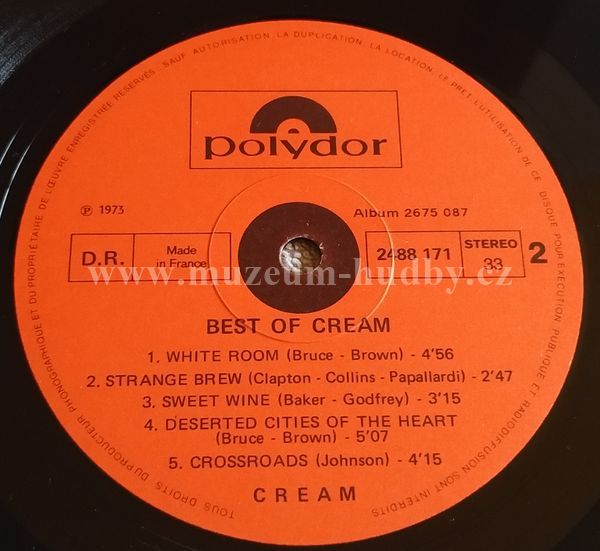 TOUS DROITS DU PRODUCTEUR PHONOGRAPHIQUE ET DU PROPRIÉTAIRE DE L'ŒUVRE ENREGISTRÉE RÉSERVÉS. SAUF AUTORISATION LA DUPLICATION, LA LOCATION, LE PRÊT, L'UTILISATION DE CE DISQUE POUR EXÉCUTION PUBLIQUE ET RADIODIFFUSION SONT INTERDITS
polydor
℗ 1973
Album 2675 087
D.R. Made in France
2488 171 STEREO 33 2
www.muzeum-hudby.cz
BEST OF CREAM
1. WHITE ROOM (Bruce - Brown) - 4'56
2. STRANGE BREW (Clapton - Collins - Papallardi) - 2'47
3. SWEET WINE (Baker - Godfrey) - 3'15
4. DESERTED CITIES OF THE HEART
(Bruce - Brown) - 5'07
5. CROSSROADS (Johnson) - 4'15
CREAM